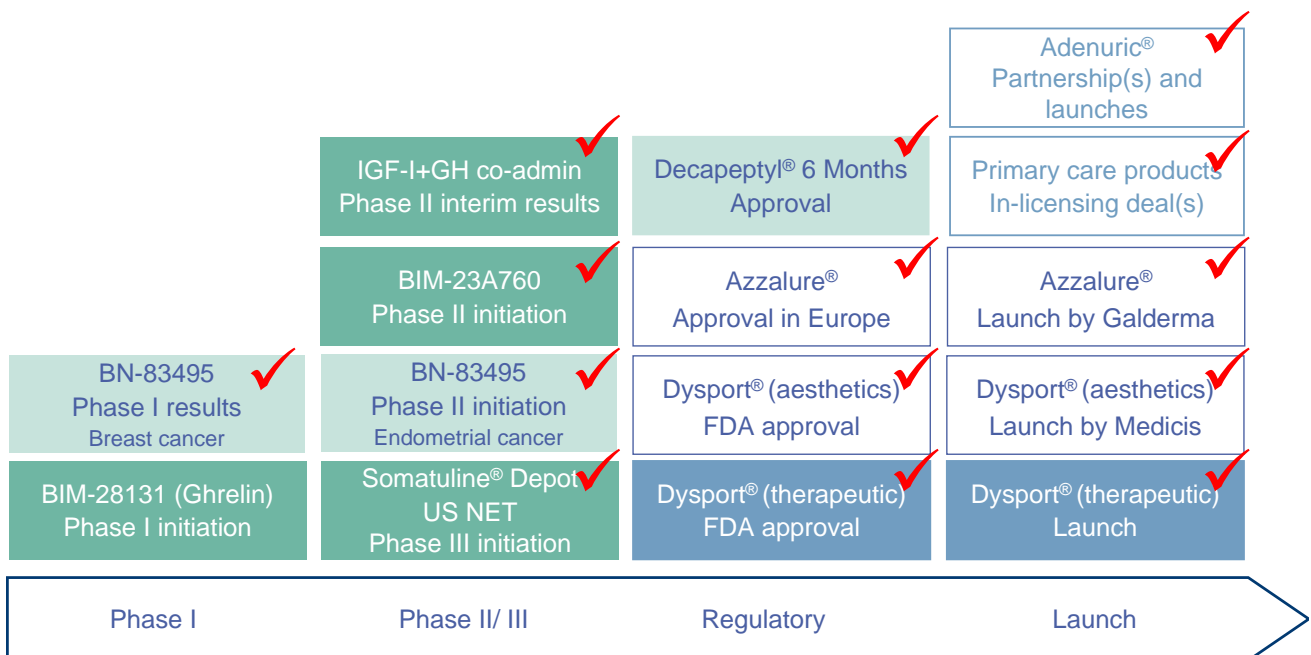 Adenuric®
Partnership(s) and
launches
IGF-I+GH co-admin
Phase II interim results
Decapeptyl® 6 Months
Approval
Primary care products
In-licensing deal(s)
BIM-23A760
Phase II initiation
Azzalure®
Approval in Europe
Azzalure®
Launch by Galderma
BN-83495
Phase I results
Breast cancer
BN-83495
Phase II initiation
Endometrial cancer
Dysport® (aesthetics)
FDA approval
Dysport® (aesthetics)
Launch by Medicis
BIM-28131 (Ghrelin)
Phase I initiation
Somatuline® Depot
US NET
Phase III initiation
Dysport® (therapeutic)
FDA approval
Dysport® (therapeutic)
Launch
Phase I
Phase II/ III
Regulatory
Launch